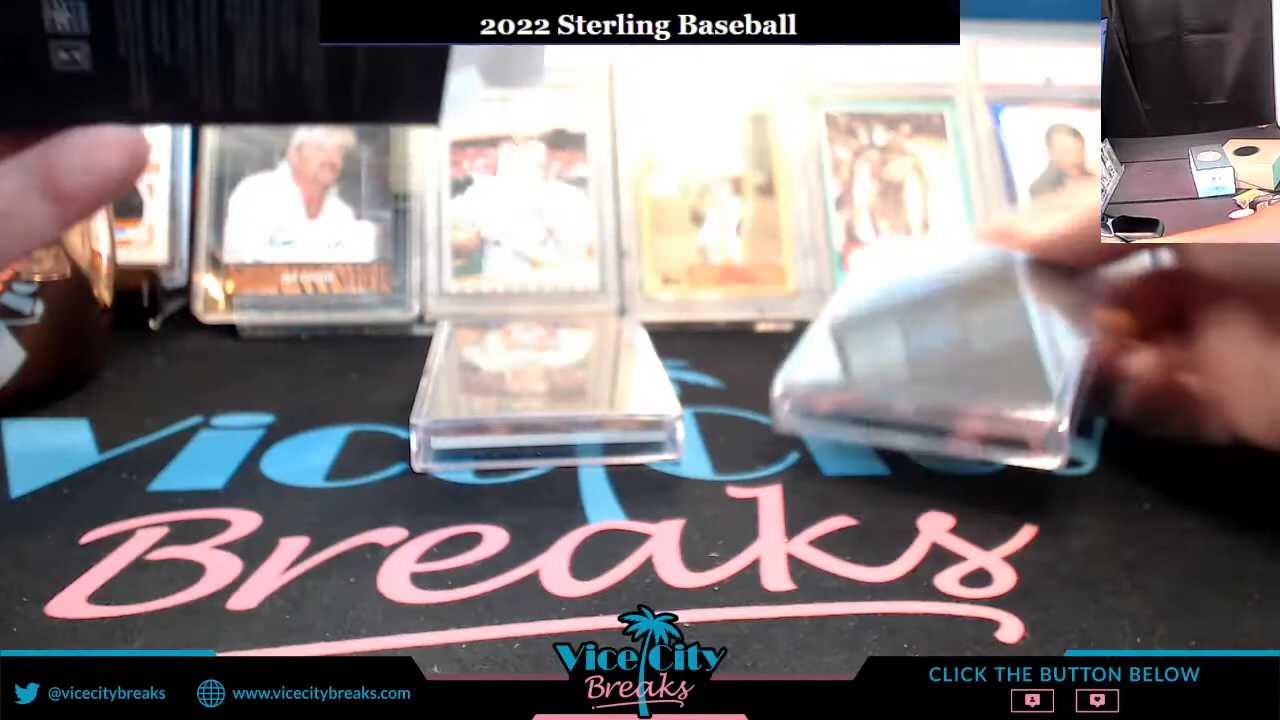 2022 Sterling Baseball
Vice City
Breaks
Vice City
Breaks
@vicecitybreaks
www.vicecitybreaks.com
CLICK THE BUTTON BELOW